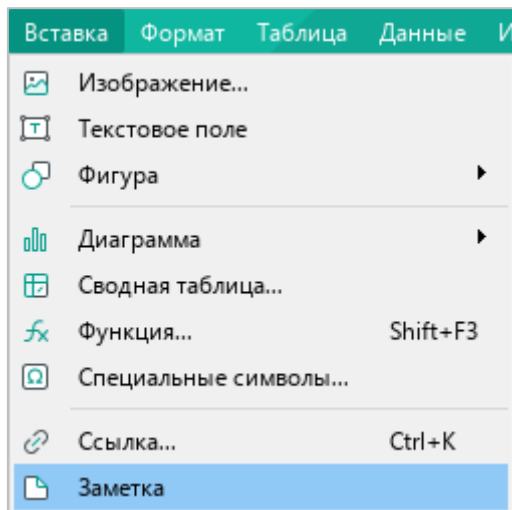 Вставка Формат Таблица Данные И
Изображение...
Текстовое поле
Фигура
Диаграмма
Сводная таблица...
Функция... Shift+F3
Специальные символы...
Ссылка... Ctrl+K
Заметка